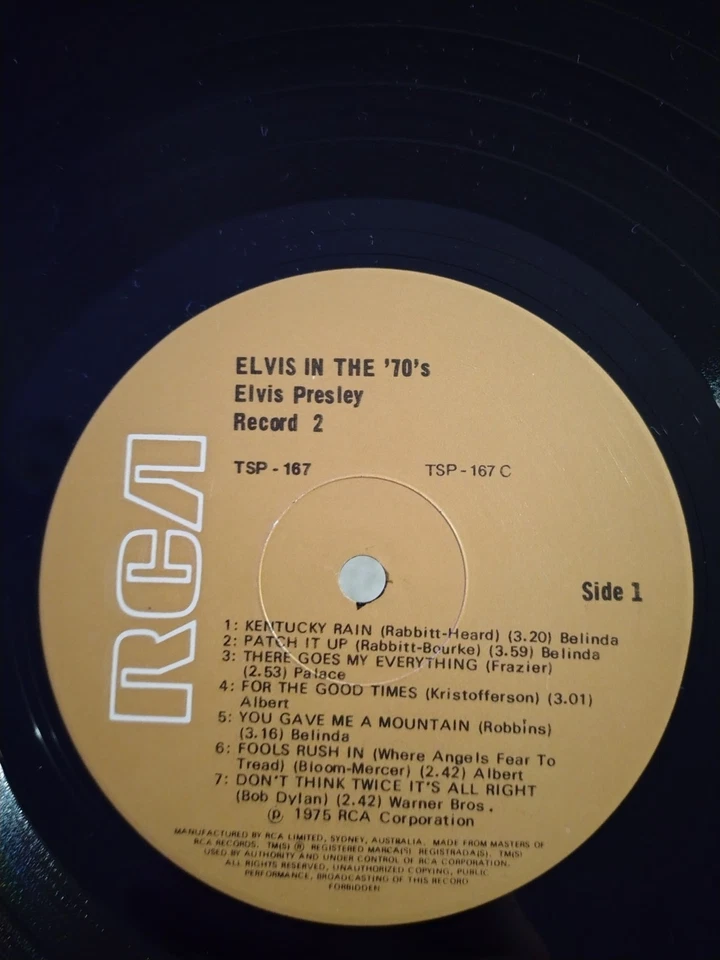 ELVIS IN THE '70's
Elvis Presley
Record 2
TSP - 167 TSP - 167 C
RCA
Side 1
1: KENTUCKY RAIN (Rabbitt-Heard) (3.20) Belinda
2: PATCH IT UP (Rabbitt-Bourke) (3.59) Belinda
3: THERE GOES MY EVERYTHING (Frazier)
(2.53) Palace
4: FOR THE GOOD TIMES (Kristofferson) (3.01)
Albert
5: YOU GAVE ME A MOUNTAIN (Robbins)
(3.16) Belinda
6: FOOLS RUSH IN (Where Angels Fear To
Tread) (Bloom-Mercer) (2.42) Albert
7: DON'T THINK TWICE IT'S ALL RIGHT
(Bob Dylan) (2.42) Warner Bros.
℗ 1975 RCA Corporation
MANUFACTURED BY RCA LIMITED, SYDNEY, AUSTRALIA. MADE FROM MASTERS OF
RCA RECORDS. TM(S) ® REGISTERED MARCA(S) REGISTRADA(S). TM(S)
USED BY AUTHORITY AND UNDER CONTROL OF RCA CORPORATION.
ALL RIGHTS RESERVED, UNAUTHORIZED COPYING, PUBLIC
PERFORMANCE, BROADCASTING OF THIS RECORD
FORBIDDEN